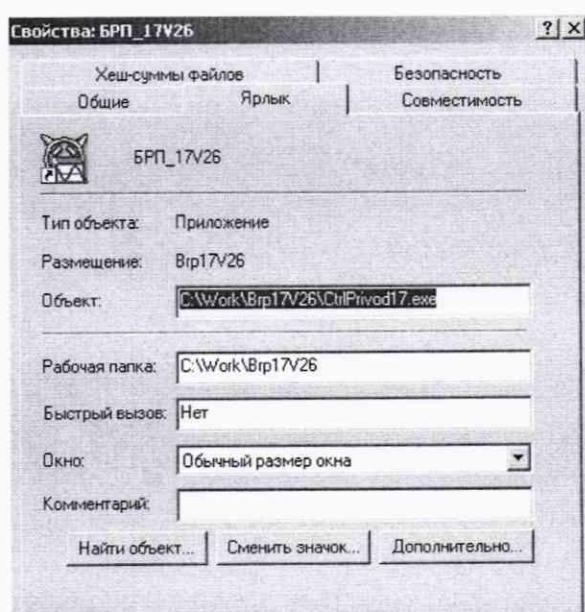 Свойства: БРП_17V26
Хеш-суммы файлов Безопасность
Общие Ярлык Совместимость
БРП_17V26
Тип объекта: Приложение
Размещение: Brp17V26
Объект: C:\Work\Brp17V26\CtrlPrivod17.exe
Рабочая папка: C:\Work\Brp17V26
Быстрый вызов: Нет
Окно: Обычный размер окна
Комментарий:
Найти объект... Сменить значок... Дополнительно...